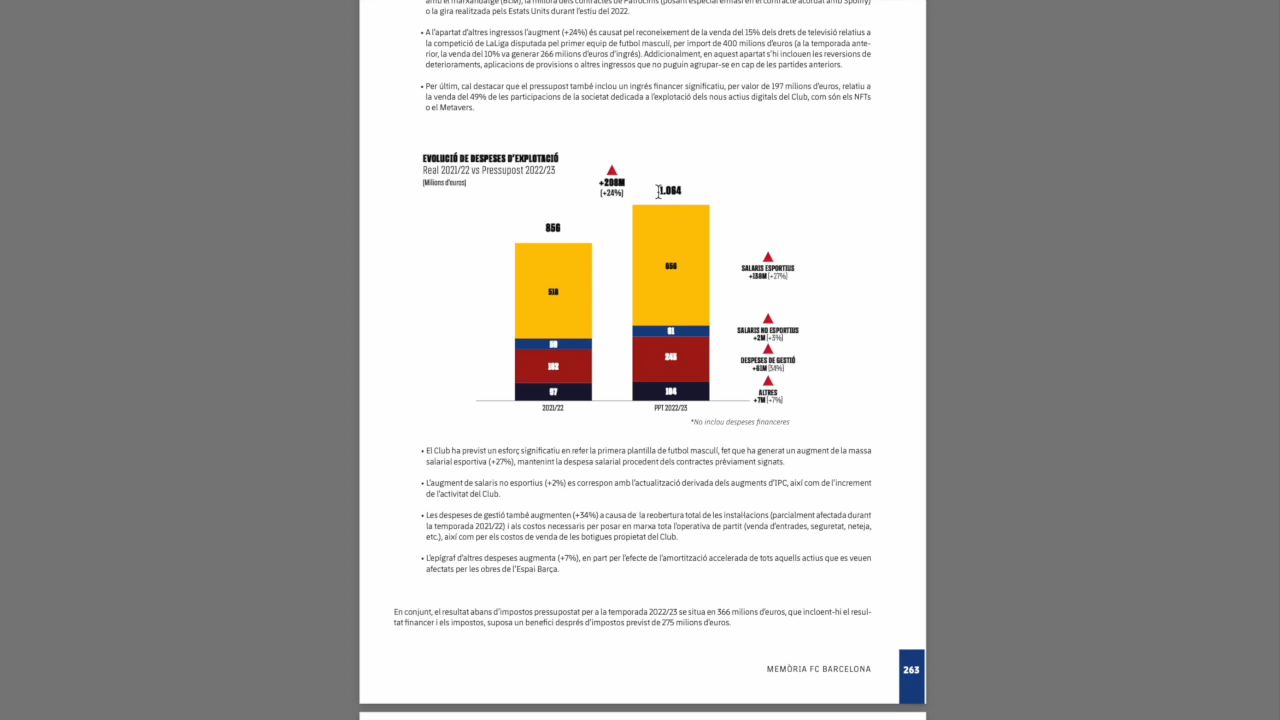 amb el marxandatge (BLM), la millora dels contractes de Patrocinis (posant especial èmfasi en el contracte acordat amb Spotify)
o la gira realitzada pels Estats Units durant l'estiu del 2022.
• A l'apartat d'altres ingressos l'augment (+24%) és causat pel reconeixement de la venda del 15% dels drets de televisió relatius a
la competició de LaLiga disputada pel primer equip de futbol masculí, per import de 400 milions d'euros (a la temporada ante-
rior, la venda del 10% va generar 266 milions d'euros d'ingrés). Addicionalment, en aquest apartat s'hi inclouen les reversions de
deterioraments, aplicacions de provisions o altres ingressos que no puguin agrupar-se en cap de les partides anteriors.
• Per últim, cal destacar que el pressupost també inclou un ingrés financer significatiu, per valor de 197 milions d'euros, relatiu a
la venda del 49% de les participacions de la societat dedicada a l'explotació dels nous actius digitals del Club, com són els NFTs
o el Metavers.
EVOLUCIÓ DE DESPESES D'EXPLOTACIÓ
Real 2021/22 vs Pressupost 2022/23
(Milions d'euros)
+208M
(+24%)
1.064
856
656
518
SALARIS ESPORTIUS
+138M (+27%)
59
61
SALARIS NO ESPORTIUS
+2M (+3%)
182
243
DESPESES DE GESTIÓ
+61M (34%)
97
104
ALTRES
+7M (+7%)
2021/22
PPT 2022/23
*No inclou despeses financeres
• El Club ha previst un esforç significatiu en refer la primera plantilla de futbol masculí, fet que ha generat un augment de la massa
salarial esportiva (+27%), mantenint la despesa salarial procedent dels contractes prèviament signats.
• L'augment de salaris no esportius (+2%) es correspon amb l'actualització derivada dels augments d'IPC, així com de l'increment
de l'activitat del Club.
• Les despeses de gestió també augmenten (+34%) a causa de la reobertura total de les instal·lacions (parcialment afectada durant
la temporada 2021/22) i als costos necessaris per posar en marxa tota l'operativa de partit (venda d'entrades, seguretat, neteja,
etc.), així com per els costos de venda de les botigues propietat del Club.
• L'epígraf d'altres despeses augmenta (+7%), en part per l'efecte de l'amortització accelerada de tots aquells actius que es veuen
afectats per les obres de l'Espai Barça.
En conjunt, el resultat abans d'impostos pressupostat per a la temporada 2022/23 se situa en 366 milions d'euros, que incloent-hi el resul-
tat financer i els impostos, suposa un benefici després d'impostos previst de 275 milions d'euros.
MEMÒRIA FC BARCELONA
263